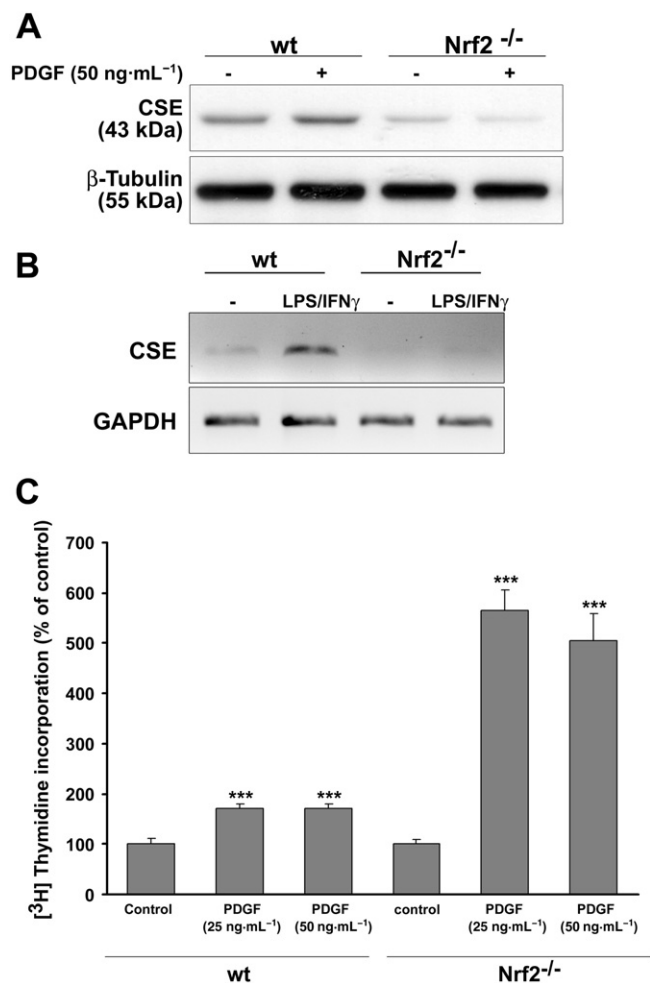 A
wt Nrf2 -/-
PDGF (50 ng·mL⁻¹) - + - +
CSE
(43 kDa)
β-Tubulin
(55 kDa)
B
wt Nrf2-/-
- LPS/IFNγ - LPS/IFNγ
CSE
GAPDH
C
[³H] Thymidine incorporation (% of control)
700
600
500
400
300
200
100
0
*** *** *** ***
Control PDGF PDGF control PDGF PDGF
(25 ng·mL⁻¹) (50 ng·mL⁻¹) (25 ng·mL⁻¹) (50 ng·mL⁻¹)
wt Nrf2-/-